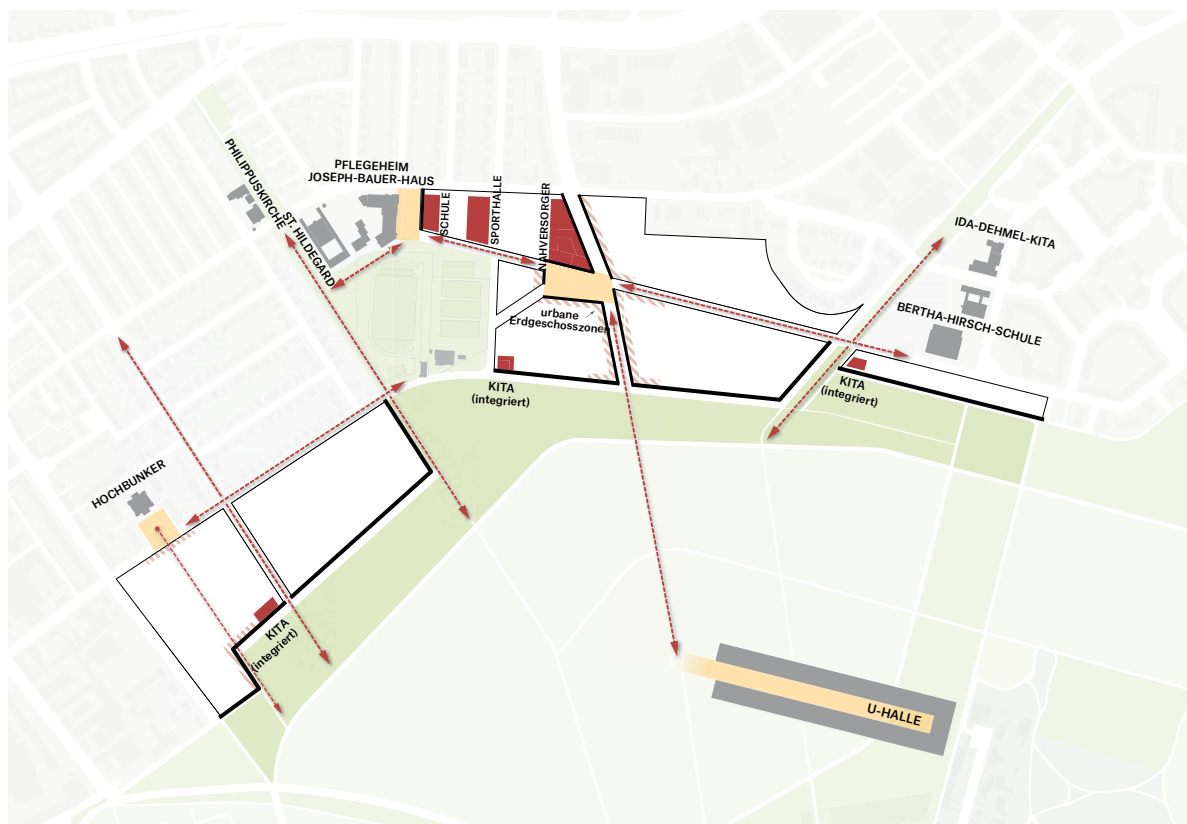 PHILIPPUSKIRCHE
ST. HILDEGARD
PFLEGEHEIM
JOSEPH-BAUER-HAUS
SCHULE
SPORTHALLE
NAHVERSORGER
IDA-DEHMEL-KITA
BERTHA-HIRSCH-SCHULE
urbane
Erdgeschosszonen
KITA
(integriert)
KITA
(integriert)
HOCHBUNKER
KITA
(integriert)
U-HALLE